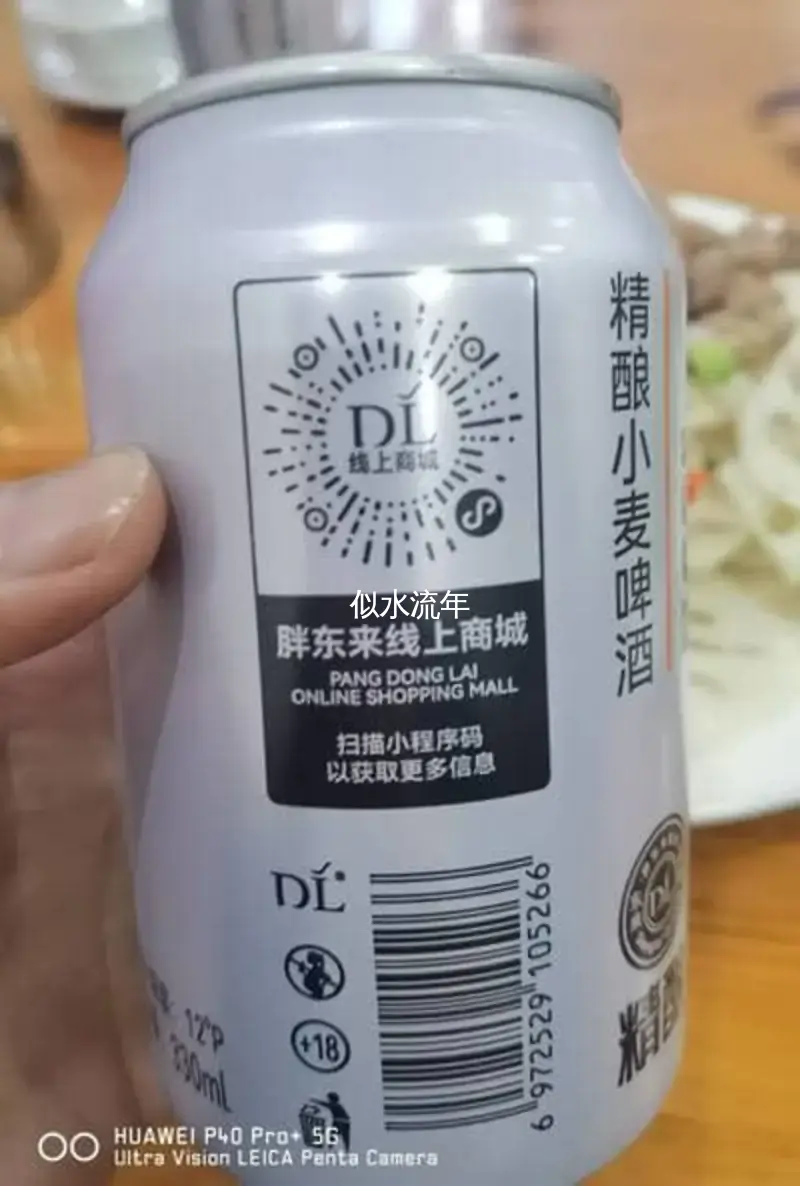 DL
线上商城
似水流年
胖东来线上商城
PANG DONG LAI
ONLINE SHOPPING MALL
扫描小程序码
以获取更多信息
精酿小麦啤酒
DL
+18
6 972529 105266
12°P
330mL
DL
精酿
HUAWEI P40 Pro+ 5G
Ultra Vision LEICA Penta Camera